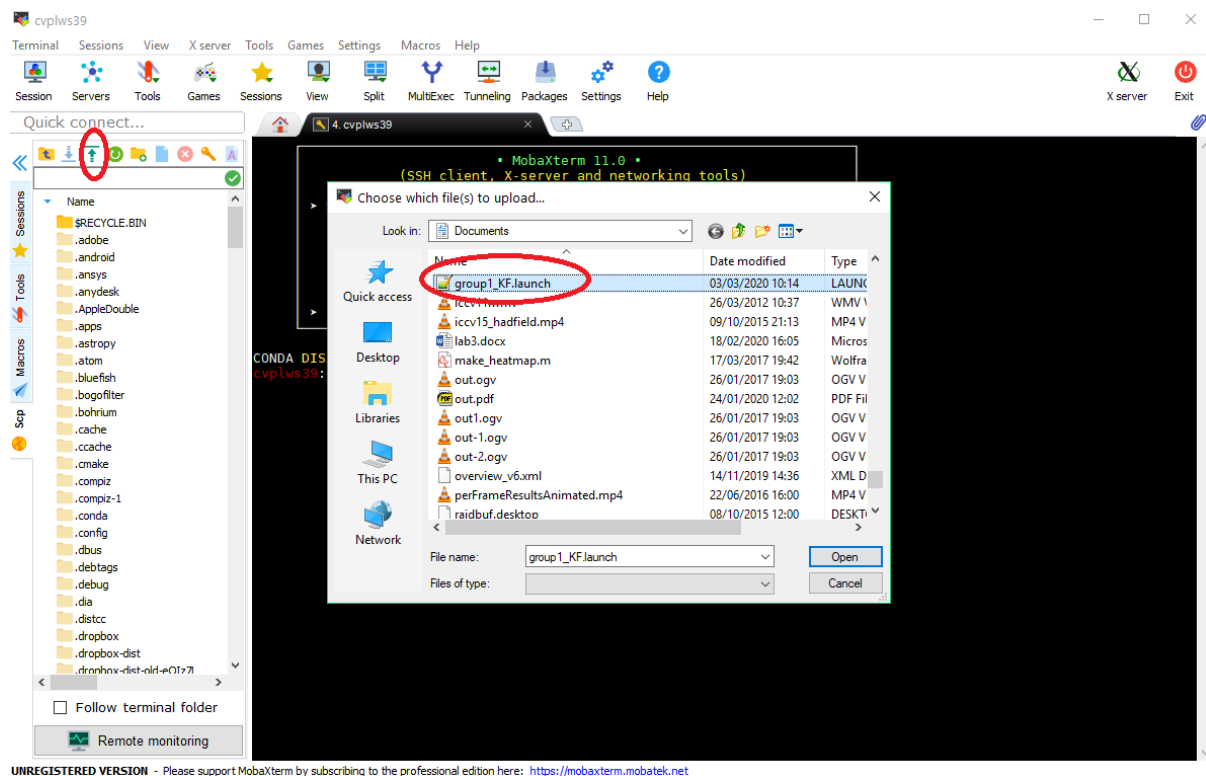 cvplws39
Terminal Sessions View X server Tools Games Settings Macros Help
Session Servers Tools Games Sessions View Split MultiExec Tunneling Packages Settings Help X server Exit
Quick connect...
4. cvplws39
• MobaXterm 11.0 •
(SSH client, X-server and networking tools)
Sessions
Tools
Macros
Scp
Name
$RECYCLE.BIN
.adobe
.android
.ansys
.anydesk
.AppleDouble
.apps
.astropy
.atom
.bluefish
.bogofilter
.bohrium
.cache
.ccache
.cmake
.compiz
.compiz-1
.conda
.config
.dbus
.debtags
.debug
.dia
.distcc
.dropbox
.dropbox-dist
Follow terminal folder
Remote monitoring
CONDA DIS
cvplws39:
Choose which file(s) to upload...
Look in: Documents
Quick access
Desktop
Libraries
This PC
Network
Name Date modified Type
group1_KF.launch 03/03/2020 10:14 LAUNC
26/03/2012 10:37 WMV V
iccv15_hadfield.mp4 09/10/2015 21:13 MP4 V
lab3.docx 18/02/2020 16:05 Micros
make_heatmap.m 17/03/2017 19:42 Wolfra
out.ogv 26/01/2017 19:03 OGV V
out.pdf 24/01/2020 12:02 PDF Fil
out1.ogv 26/01/2017 19:03 OGV V
out-1.ogv 26/01/2017 19:03 OGV V
out-2.ogv 26/01/2017 19:03 OGV V
overview_v6.xml 14/11/2019 14:36 XML D
perFrameResultsAnimated.mp4 22/06/2016 16:00 MP4 V
raidbuf.desktop 08/10/2015 12:00 DESKT
File name: group1_KF.launch Open
Files of type: Cancel
UNREGISTERED VERSION - Please support MobaXterm by subscribing to the professional edition here: https://mobaxterm.mobatek.net